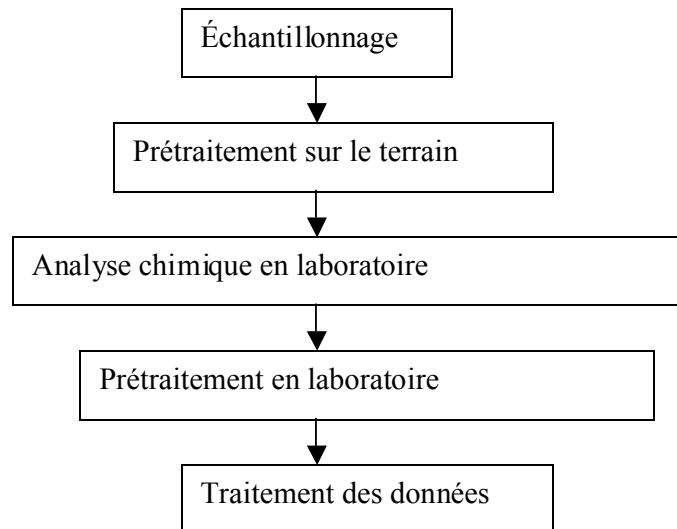 Échantillonnage
Prétraitement sur le terrain
Analyse chimique en laboratoire
Prétraitement en laboratoire
Traitement des données